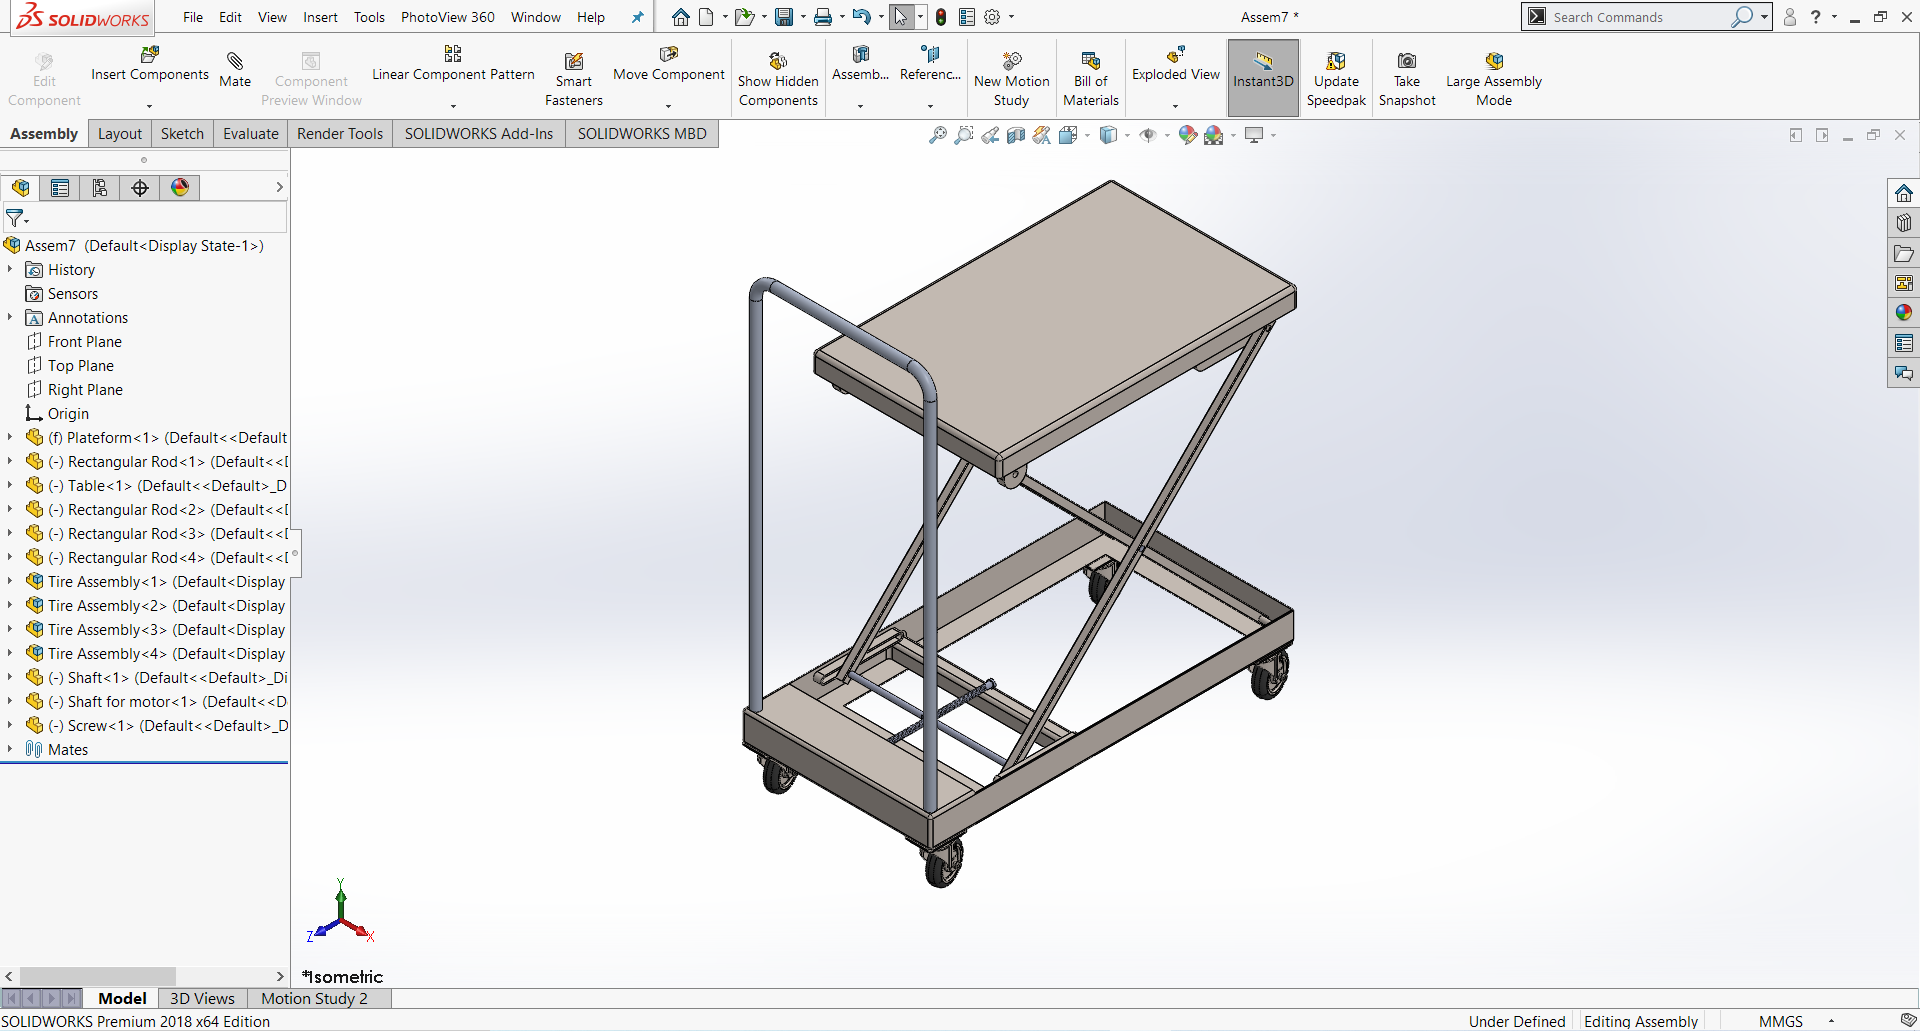 SOLIDWORKS
File Edit View Insert Tools PhotoView 360 Window Help
Assem7 *
Search Commands
?
Edit Component
Insert Components
Mate
Component Preview Window
Linear Component Pattern
Smart Fasteners
Move Component
Show Hidden Components
Assemb...
Referenc...
New Motion Study
Bill of Materials
Exploded View
Instant3D
Update Speedpak
Take Snapshot
Large Assembly Mode
Assembly Layout Sketch Evaluate Render Tools SOLIDWORKS Add-Ins SOLIDWORKS MBD
Assem7 (Default<Display State-1>)
History
Sensors
Annotations
Front Plane
Top Plane
Right Plane
Origin
(f) Plateform<1> (Default<<Default
(-) Rectangular Rod<1> (Default<<D
(-) Table<1> (Default<<Default>_D
(-) Rectangular Rod<2> (Default<<D
(-) Rectangular Rod<3> (Default<<D
(-) Rectangular Rod<4> (Default<<D
Tire Assembly<1> (Default<Display
Tire Assembly<2> (Default<Display
Tire Assembly<3> (Default<Display
Tire Assembly<4> (Default<Display
(-) Shaft<1> (Default<<Default>_Di
(-) Shaft for motor<1> (Default<<D
(-) Screw<1> (Default<<Default>_D
Mates
Y
Z
X
*Isometric
Model 3D Views Motion Study 2
SOLIDWORKS Premium 2018 x64 Edition
Under Defined Editing Assembly MMGS